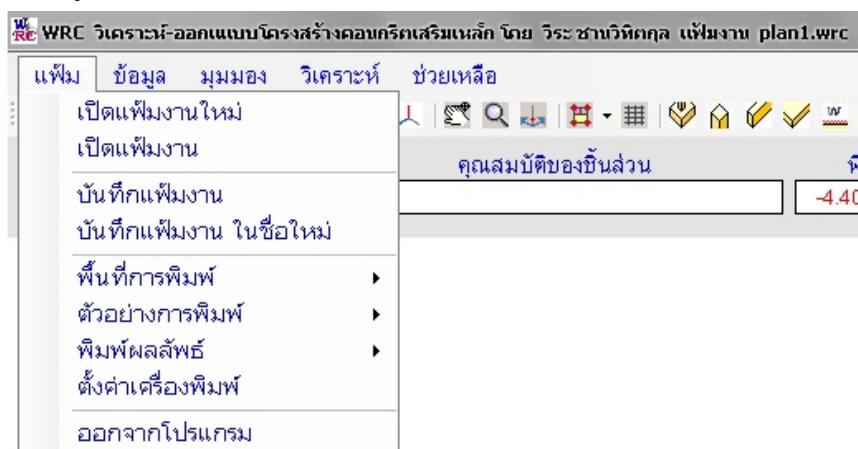 WRC วิเคราะห์-ออกแบบโครงสร้างคอนกรีตเสริมเหล็ก โดย วีระ ชาญวิพิตกุล แฟ้มงาน plan1.wrc
แฟ้ม ข้อมูล มุมมอง วิเคราะห์ ช่วยเหลือ
เปิดแฟ้มงานใหม่
เปิดแฟ้มงาน
คุณสมบัติของชิ้นส่วน
-4.40
บันทึกแฟ้มงาน
บันทึกแฟ้มงาน ในชื่อใหม่
พื้นที่การพิมพ์
ตัวอย่างการพิมพ์
พิมพ์ผลลัพธ์
ตั้งค่าเครื่องพิมพ์
ออกจากโปรแกรม